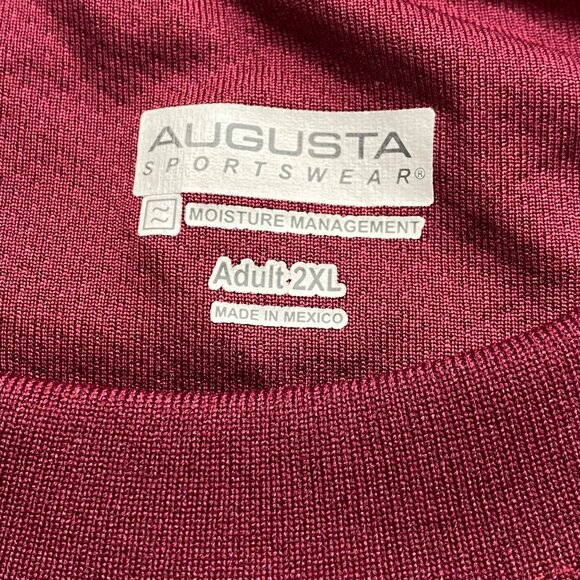 AUGUSTA
SPORTSWEAR®
MOISTURE MANAGEMENT
Adult 2XL
MADE IN MEXICO